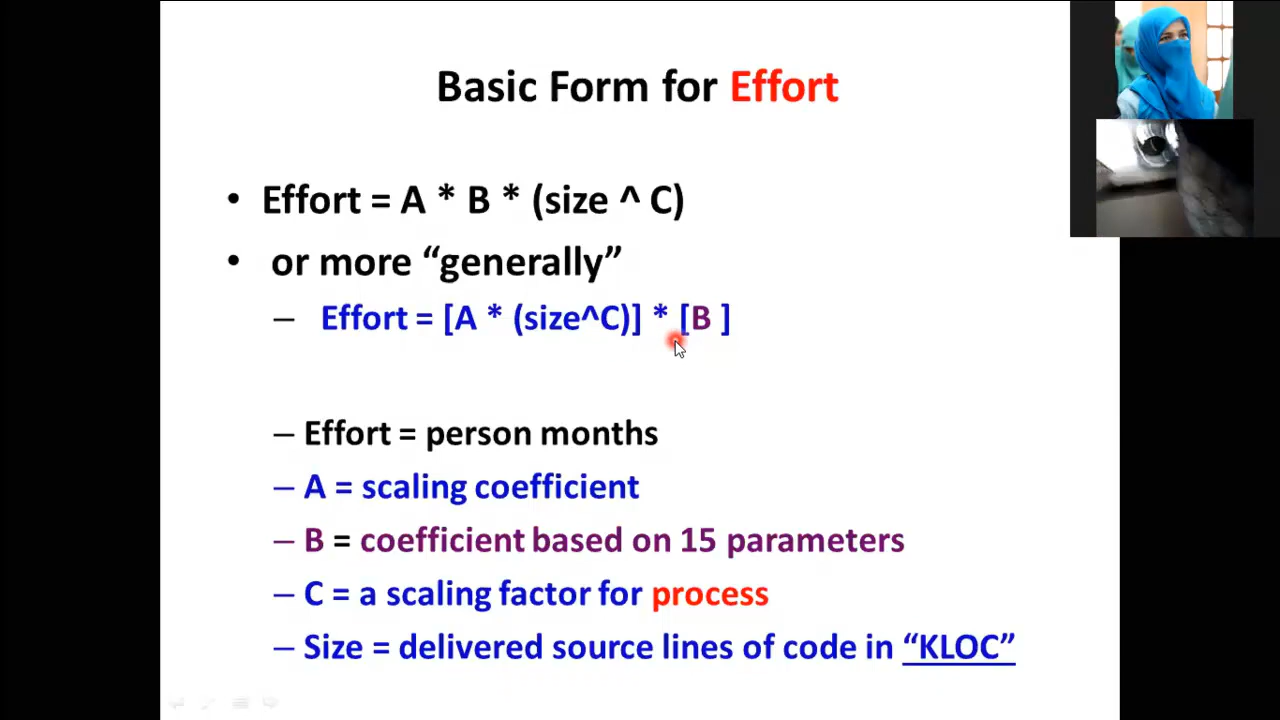 Basic Form for Effort
• Effort = A * B * (size ^ C)
• or more “generally”
– Effort = [A * (size^C)] * [B ]
– Effort = person months
– A = scaling coefficient
– B = coefficient based on 15 parameters
– C = a scaling factor for process
– Size = delivered source lines of code in “KLOC”